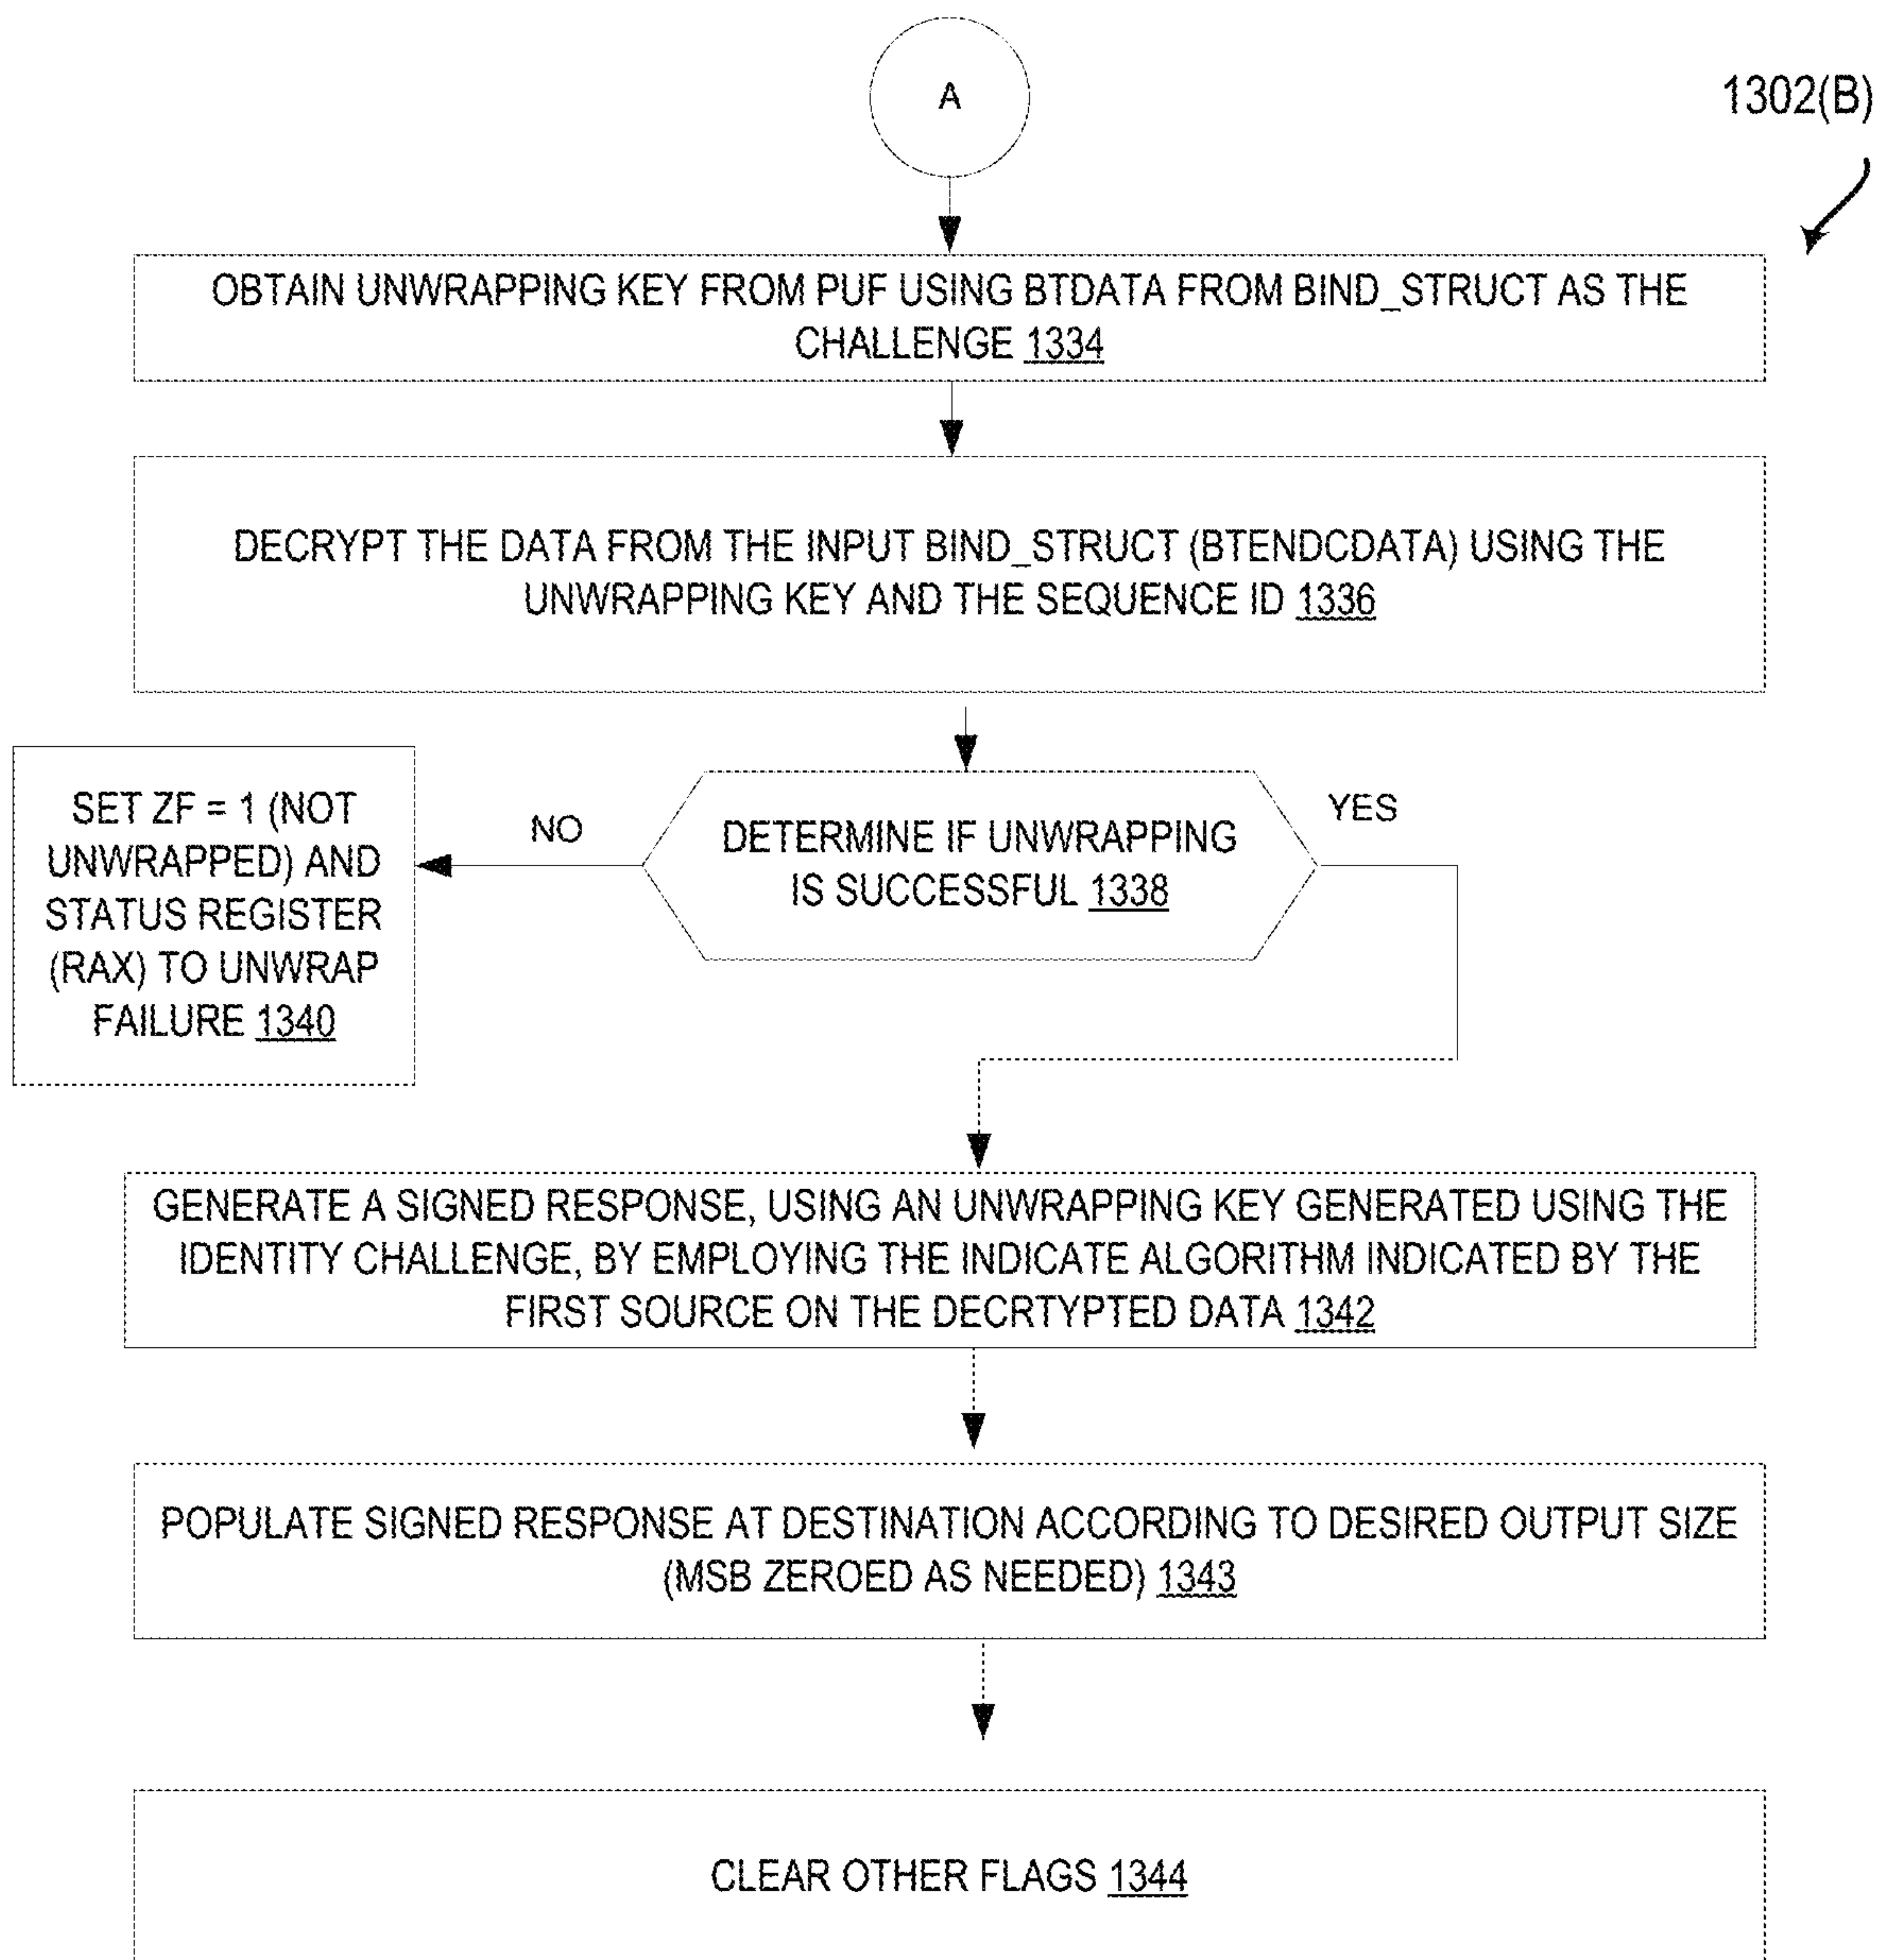 A
1302(B)
OBTAIN UNWRAPPING KEY FROM PUF USING BTDATA FROM BIND_STRUCT AS THE
CHALLENGE 1334
DECRYPT THE DATA FROM THE INPUT BIND_STRUCT (BTENDCDATA) USING THE
UNWRAPPING KEY AND THE SEQUENCE ID 1336
SET ZF = 1 (NOT
UNWRAPPED) AND
STATUS REGISTER
(RAX) TO UNWRAP
FAILURE 1340
NO
DETERMINE IF UNWRAPPING
IS SUCCESSFUL 1338
YES
GENERATE A SIGNED RESPONSE, USING AN UNWRAPPING KEY GENERATED USING THE
IDENTITY CHALLENGE, BY EMPLOYING THE INDICATE ALGORITHM INDICATED BY THE
FIRST SOURCE ON THE DECRTYPTED DATA 1342
POPULATE SIGNED RESPONSE AT DESTINATION ACCORDING TO DESIRED OUTPUT SIZE
(MSB ZEROED AS NEEDED) 1343
CLEAR OTHER FLAGS 1344